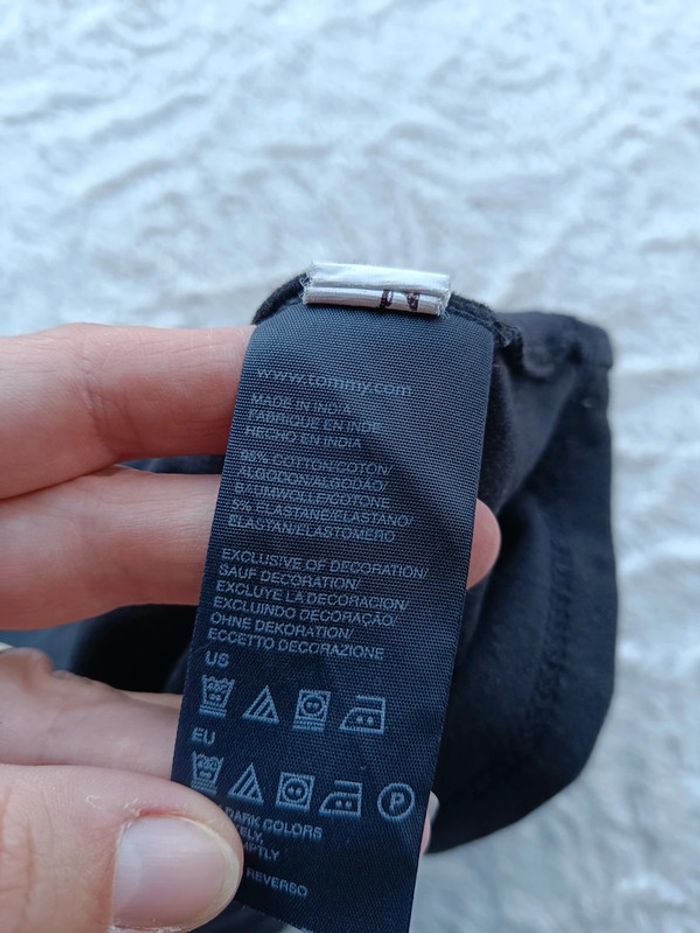 www.tommy.com
MADE IN INDIA
FABRIQUE EN INDE
HECHO EN INDIA
COTTON/COTON/
ALGODON/ALGODÃO/
BAUMWOLLE/COTONE
5% ELASTANE/ELASTANO/
ELASTAN/ELASTOMERO
EXCLUSIVE OF DECORATION/
SAUF DECORATION/
EXCLUYE LA DECORACION/
EXCLUINDO DECORAÇÃO/
OHNE DEKORATION/
ECCETTO DECORAZIONE
US
EU
P
DARK COLORS
REVERSO